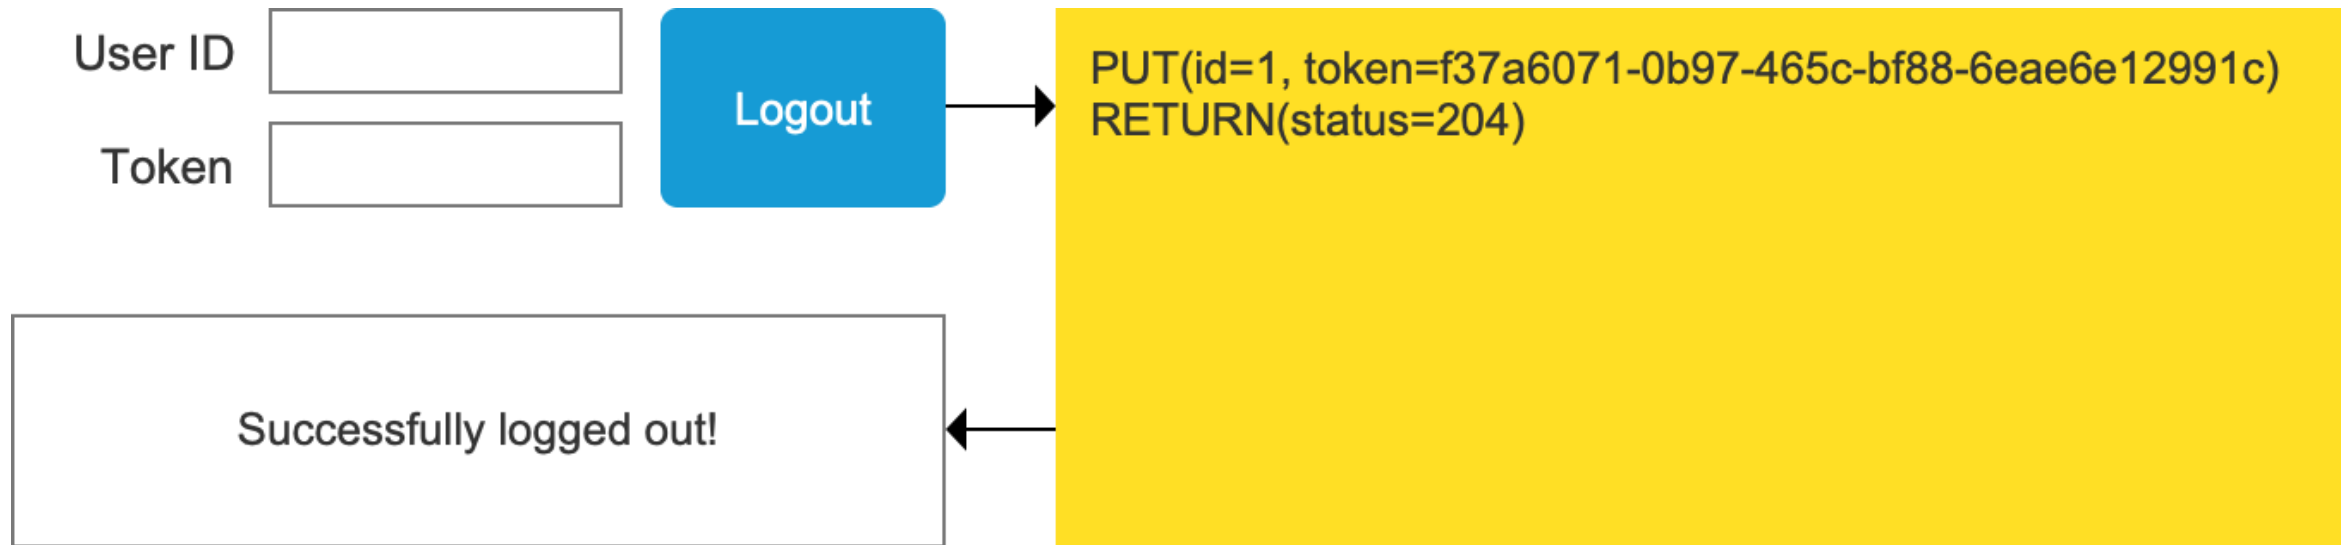 User ID
Token
Logout
PUT(id=1, token=f37a6071-0b97-465c-bf88-6eae6e12991c)
RETURN(status=204)
Successfully logged out!